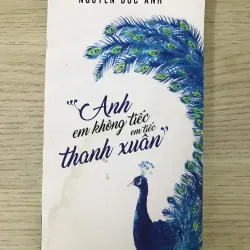 NGUYỄN ĐỨC ANH
"Anh
em không tiếc
em tiếc
thanh xuân"